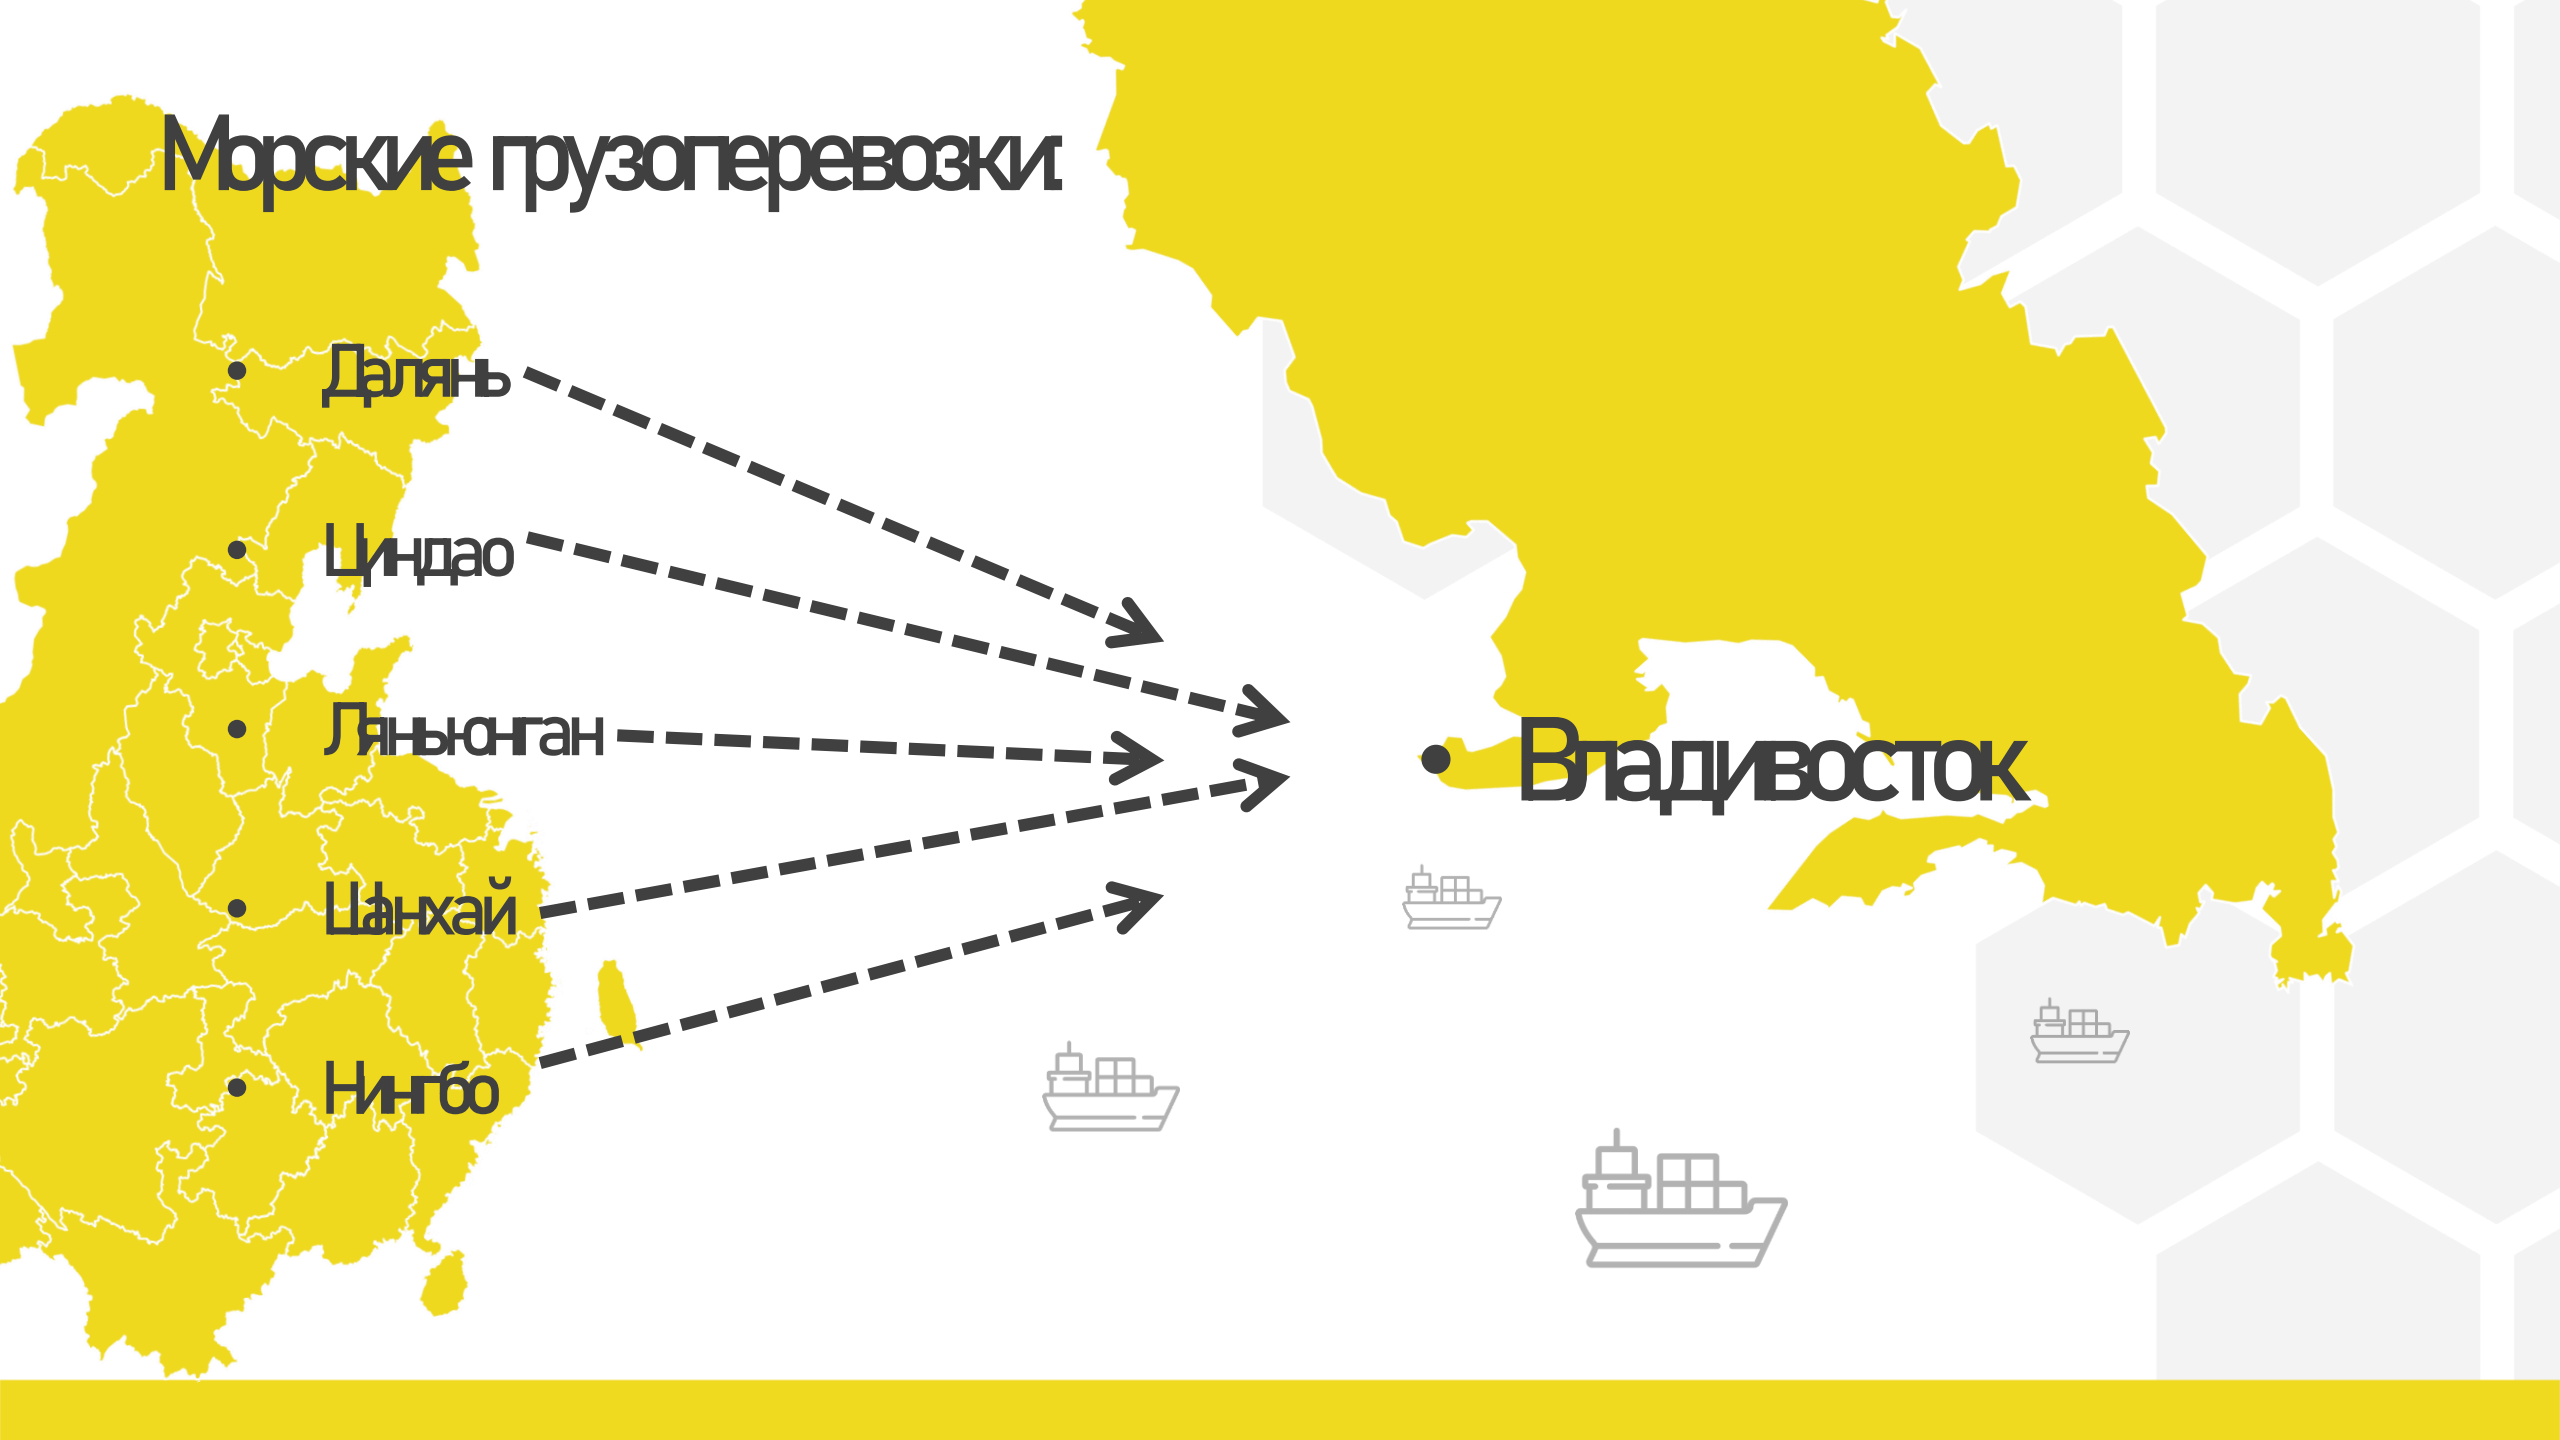 Морские грузоперевозки:
• Далянь
• Циндао
• Ляньюнган
• Шанхай
• Нингбо
• Владивосток